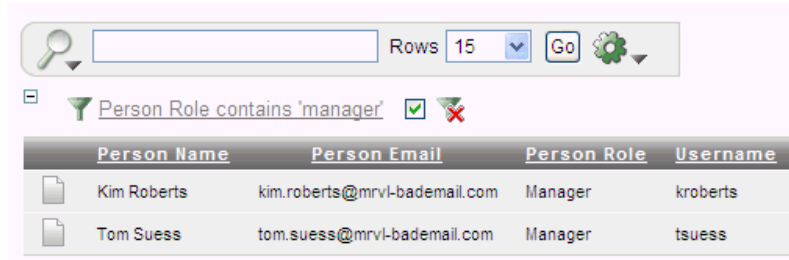 Rows 15 Go
Person Role contains 'manager'
Person Name Person Email Person Role Username
Kim Roberts kim.roberts@mrvl-bademail.com Manager kroberts
Tom Suess tom.suess@mrvl-bademail.com Manager tsuess